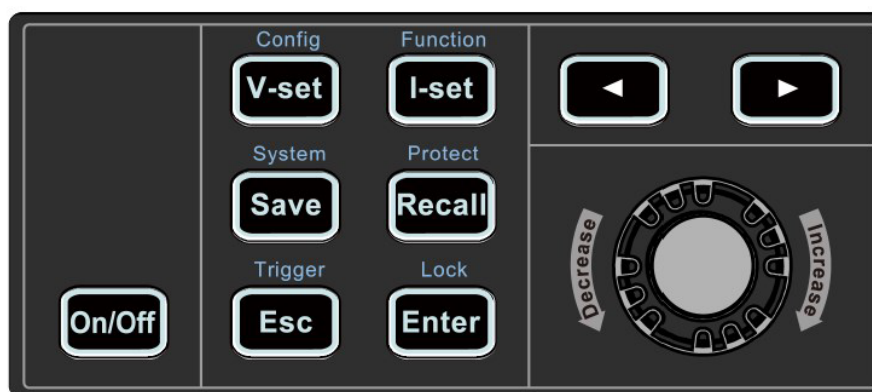 Config Function
V-set I-set
System Protect
Save Recall
Trigger Lock
On/Off Esc Enter
Decrease Increase